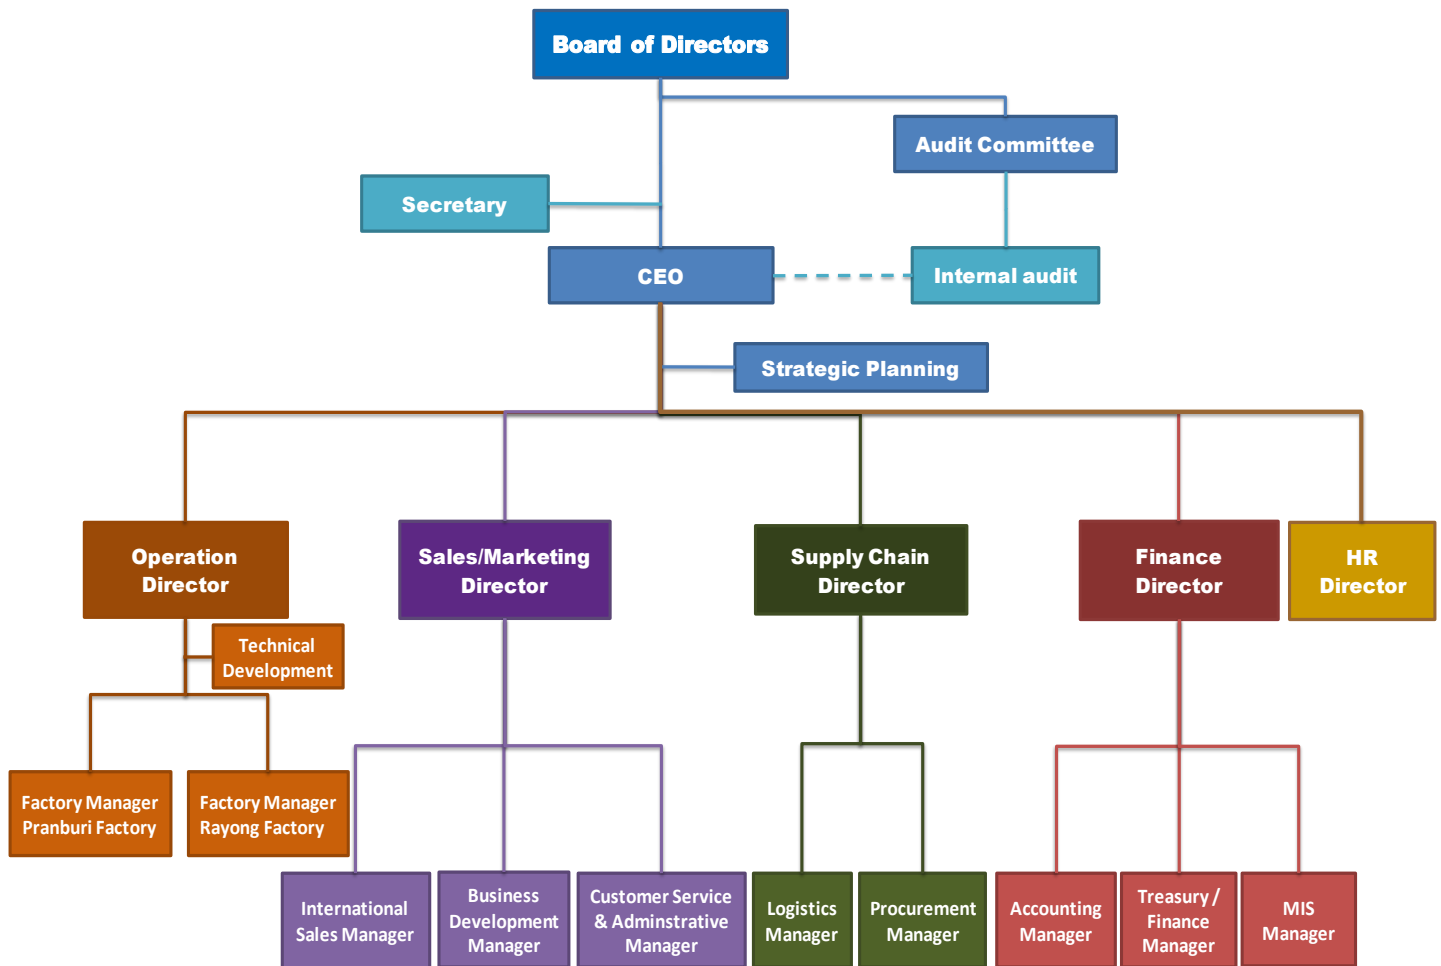 Board of Directors
Audit Committee
Secretary
CEO
Internal audit
Strategic Planning
Operation
Director
Sales/Marketing
Director
Supply Chain
Director
Finance
Director
HR
Director
Technical
Development
Factory Manager
Pranburi Factory
Factory Manager
Rayong Factory
International
Sales Manager
Business
Development
Manager
Customer Service
& Adminstrative
Manager
Logistics
Manager
Procurement
Manager
Accounting
Manager
Treasury /
Finance
Manager
MIS
Manager